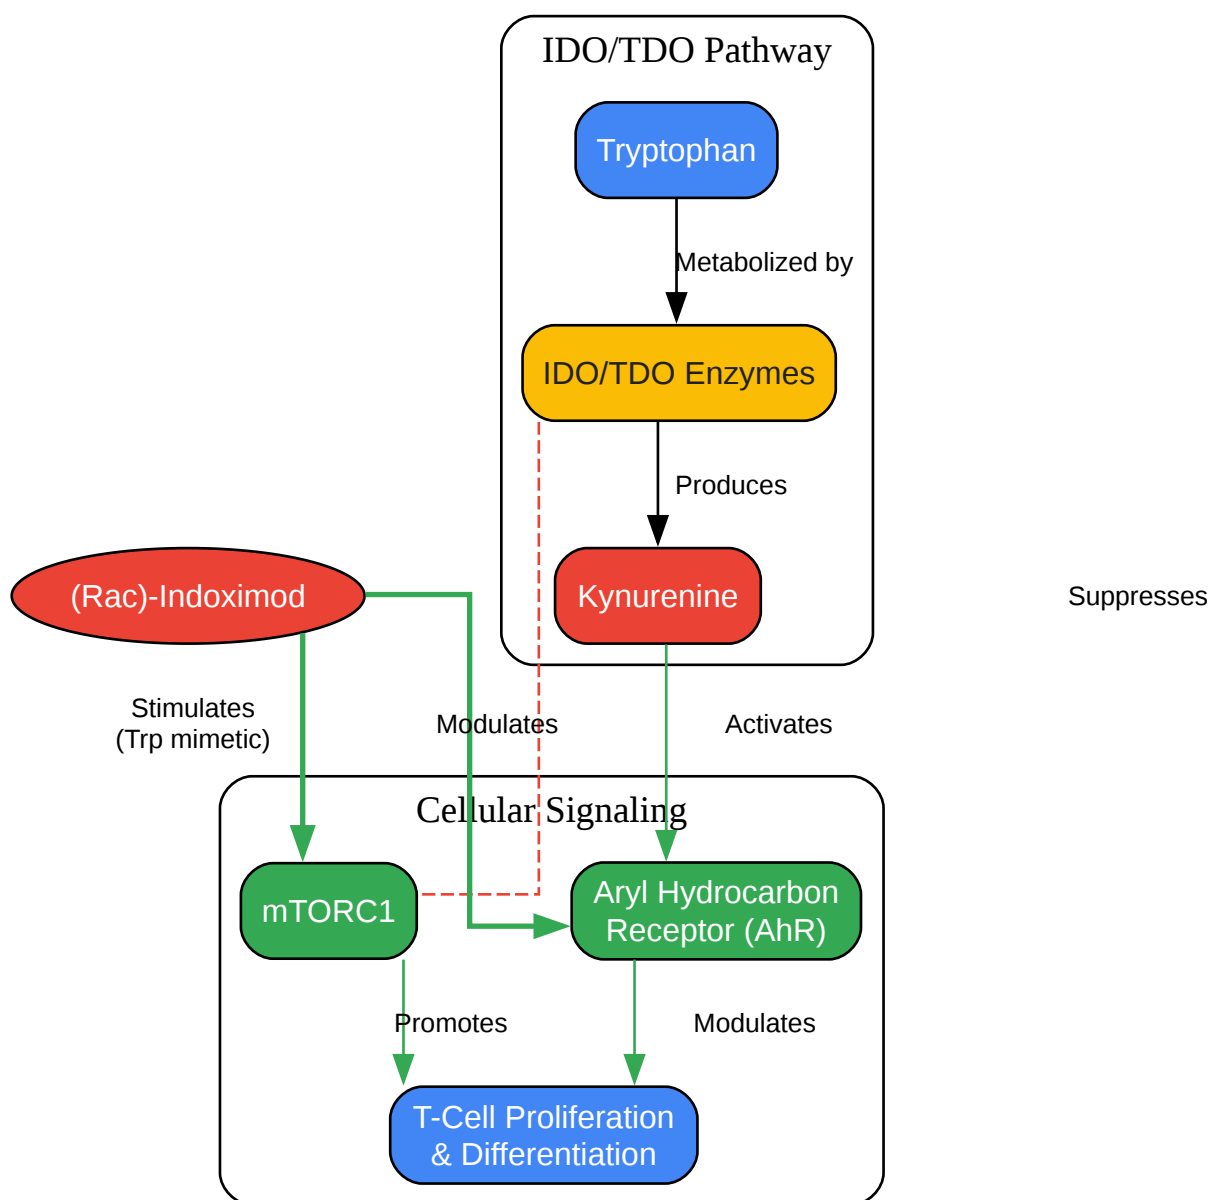 IDO/TDO Pathway
Tryptophan
Metabolized by
IDO/TDO Enzymes
Produces
(Rac)-Indoximod
Kynurenine
Suppresses
Stimulates
(Trp mimetic)
Modulates
Activates
Cellular Signaling
mTORC1
Aryl Hydrocarbon
Receptor (AhR)
Promotes
Modulates
T-Cell Proliferation
& Differentiation